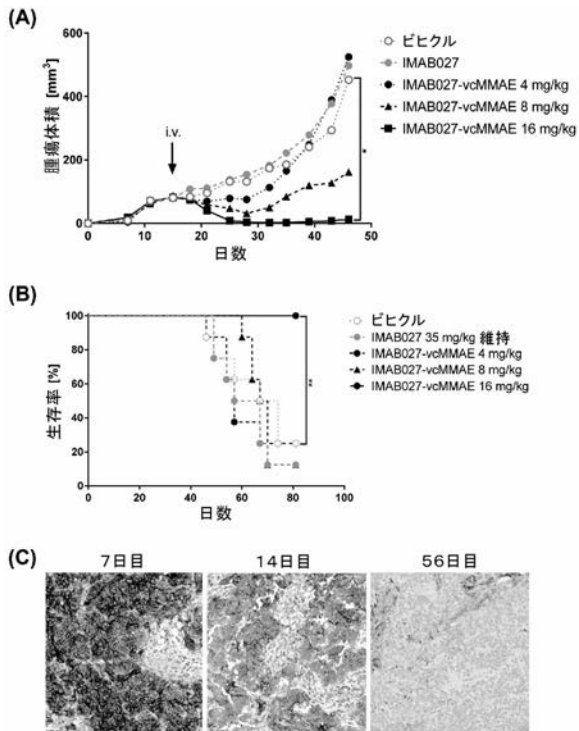 (A)
600
400
200
0
腫瘍体積 [mm³]
i.v.
*
0 10 20 30 40 50
日数
ビヒクル
IMAB027
IMAB027-vcMMAE 4 mg/kg
IMAB027-vcMMAE 8 mg/kg
IMAB027-vcMMAE 16 mg/kg
(B)
100
80
60
40
20
0
生存率 [%]
**
0 20 40 60 80 100
日数
ビヒクル
IMAB027 35 mg/kg 維持
IMAB027-vcMMAE 4 mg/kg
IMAB027-vcMMAE 8 mg/kg
IMAB027-vcMMAE 16 mg/kg
(C)
7日目 14日目 56日目